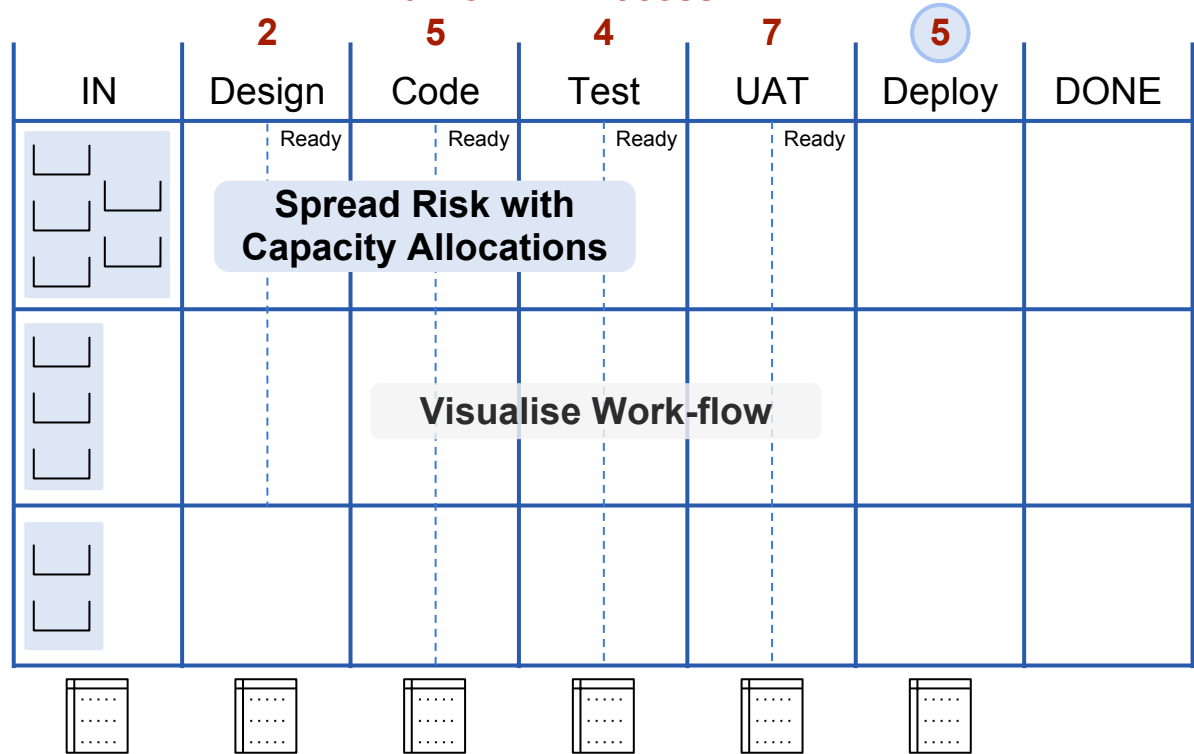 2 5 4 7 5
IN Design Code Test UAT Deploy DONE
Ready Ready Ready Ready
Spread Risk with
Capacity Allocations
Visualise Work-flow